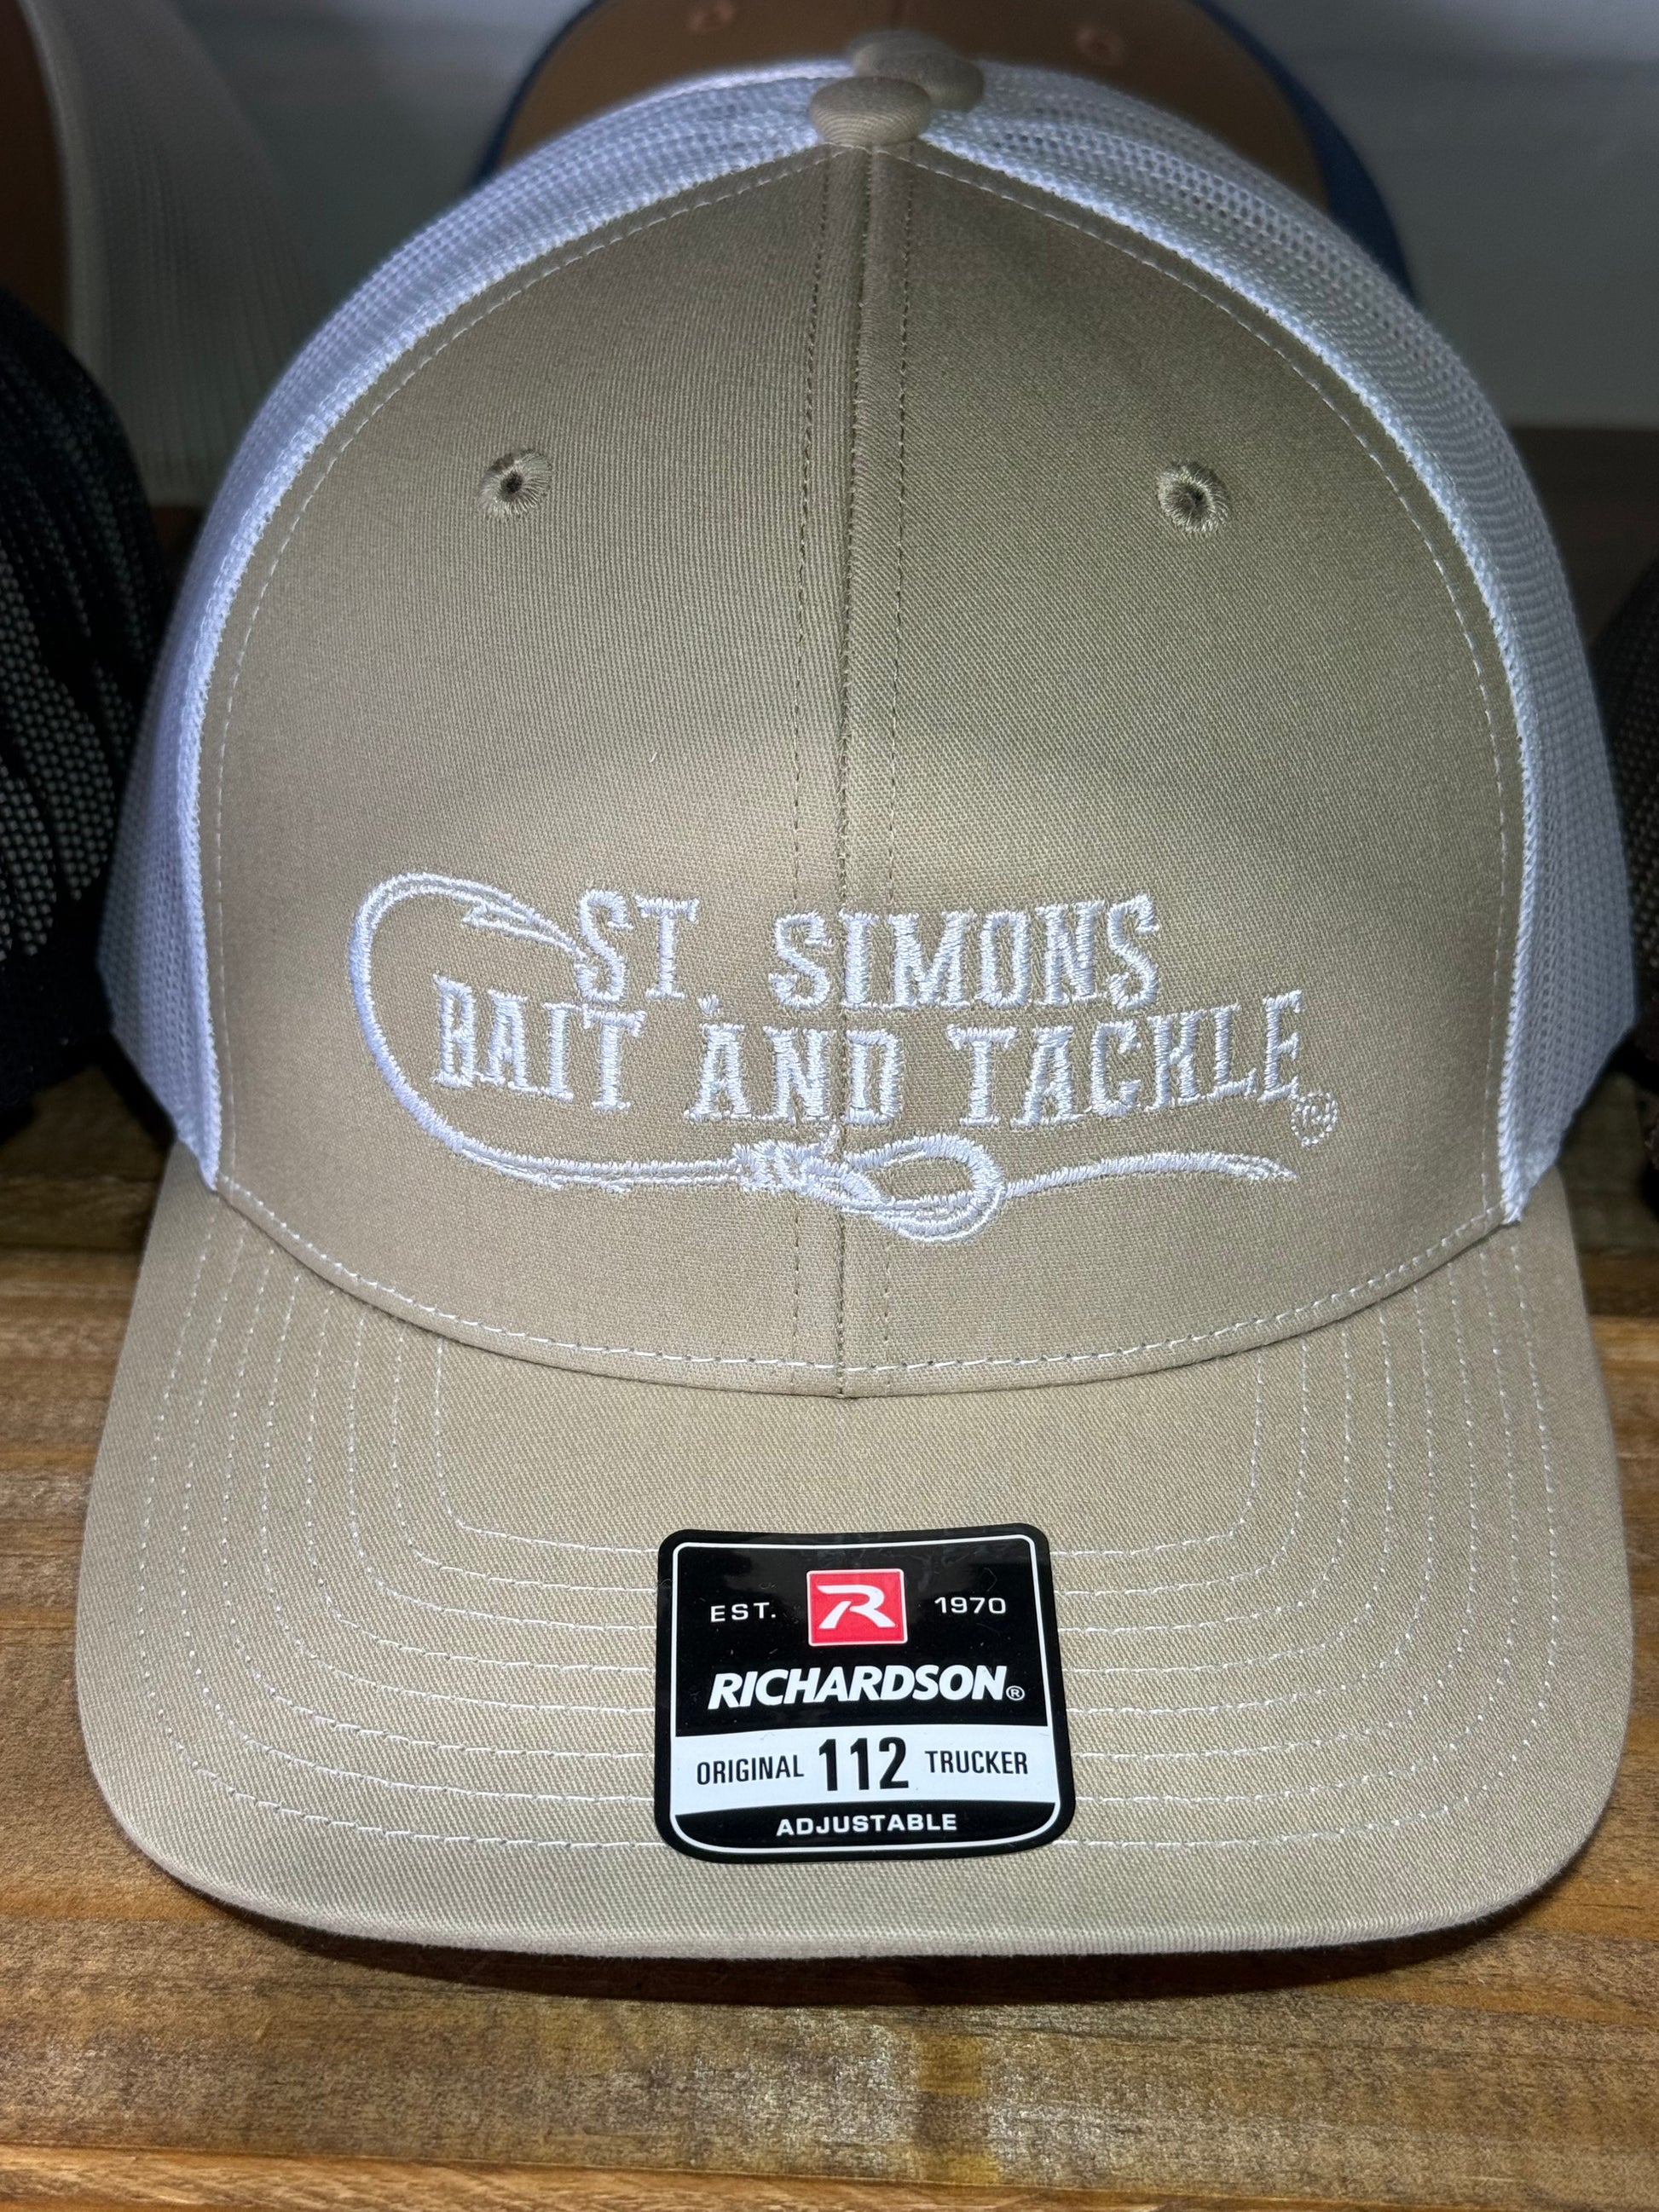 ST. SIMONS
BAIT AND TACKLE®
EST. R 1970
RICHARDSON®
ORIGINAL 112 TRUCKER
ADJUSTABLE